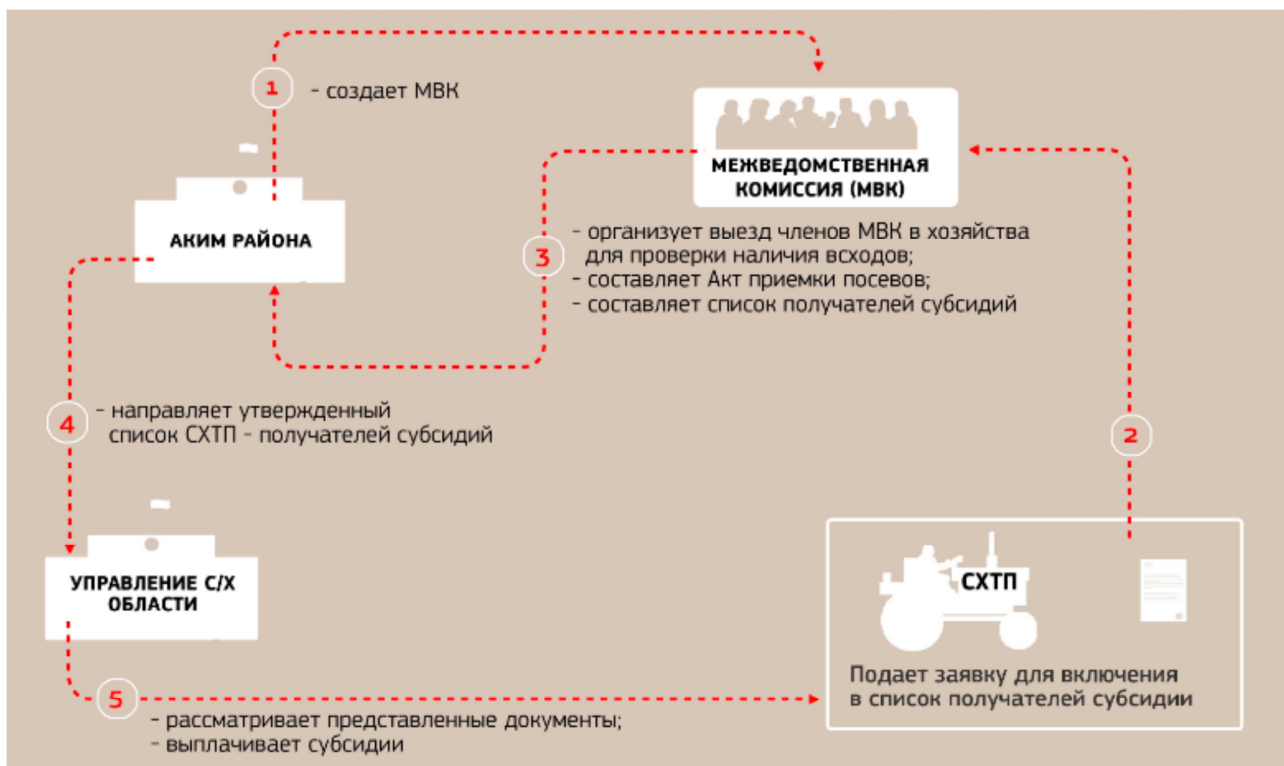 1
- создает МВК
МЕЖВЕДОМСТВЕННАЯ
КОМИССИЯ (МВК)
АКИМ РАЙОНА
3
- организует выезд членов МВК в хозяйства
для проверки наличия всходов;
- составляет Акт приемки посевов;
- составляет список получателей субсидий
4
- направляет утвержденный
список СХТП - получателей субсидий
2
УПРАВЛЕНИЕ С/Х
ОБЛАСТИ
СХТП
Подает заявку для включения
в список получателей субсидии
5
- рассматривает представленные документы;
- выплачивает субсидии